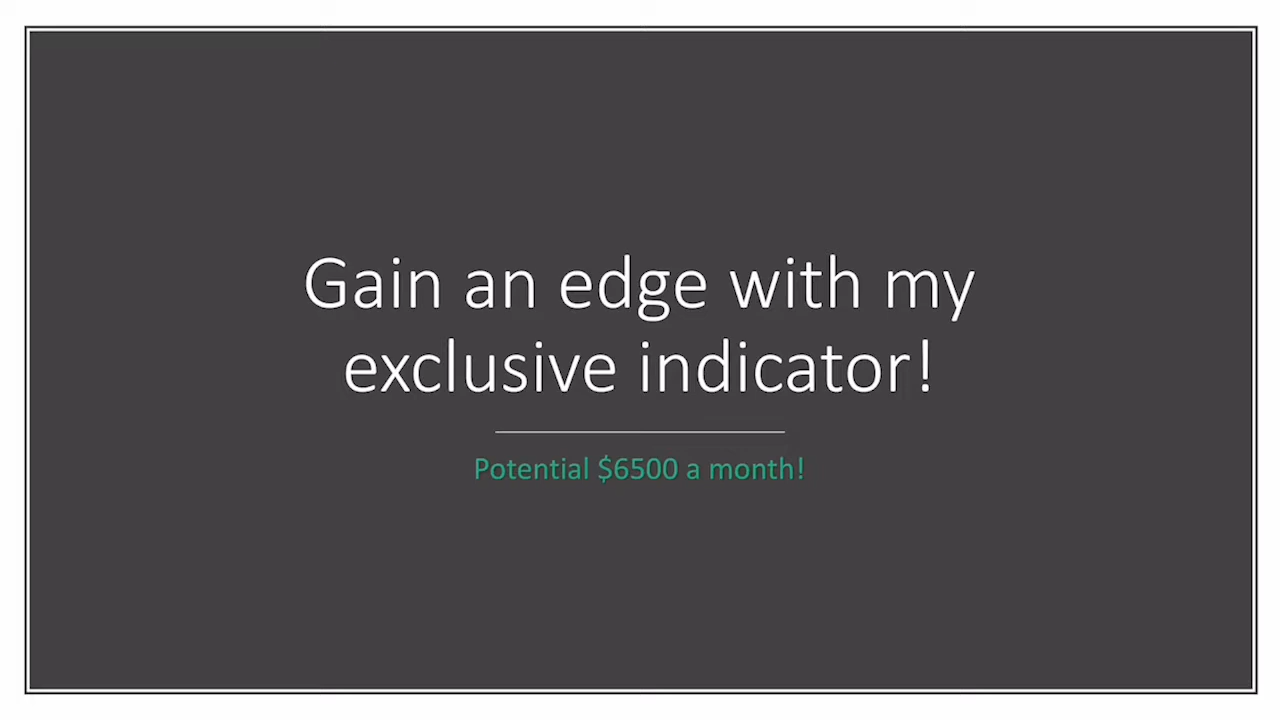 Gain an edge with my
exclusive indicator!
Potential $6500 a month!